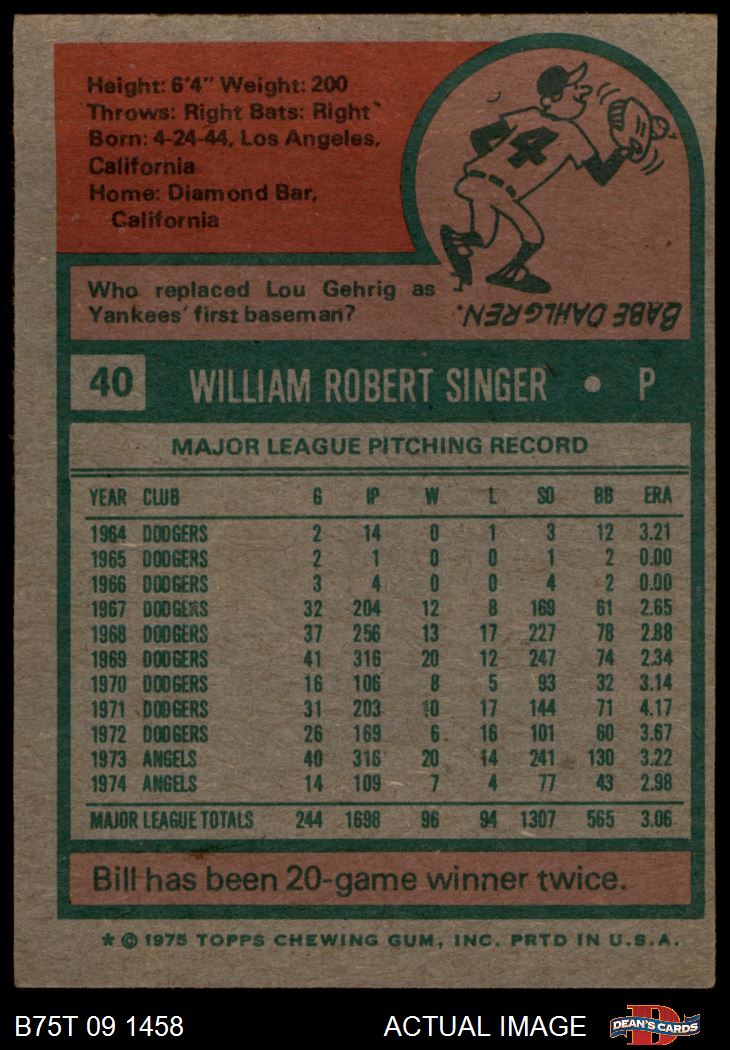 Height: 6'4" Weight: 200
Throws: Right Bats: Right
Born: 4-24-44, Los Angeles,
California
Home: Diamond Bar,
California
4
Who replaced Lou Gehrig as
Yankees' first baseman?
BABE DAHLGREN.
40 WILLIAM ROBERT SINGER • P
MAJOR LEAGUE PITCHING RECORD
YEAR CLUB G IP W L SO BB ERA
1964 DODGERS 2 14 0 1 3 12 3.21
1965 DODGERS 2 1 0 0 1 2 0.00
1966 DODGERS 3 4 0 0 4 2 0.00
1967 DODGERS 32 204 12 8 169 61 2.65
1968 DODGERS 37 256 13 17 227 78 2.88
1969 DODGERS 41 316 20 12 247 74 2.34
1970 DODGERS 16 106 8 5 93 32 3.14
1971 DODGERS 31 203 10 17 144 71 4.17
1972 DODGERS 26 169 6 16 101 60 3.67
1973 ANGELS 40 316 20 14 241 130 3.22
1974 ANGELS 14 109 7 4 77 43 2.98
MAJOR LEAGUE TOTALS 244 1698 96 94 1307 565 3.06
Bill has been 20-game winner twice.
* © 1975 TOPPS CHEWING GUM, INC. PRTD IN U.S.A.
B75T 09 1458 ACTUAL IMAGE DEAN'S CARDS